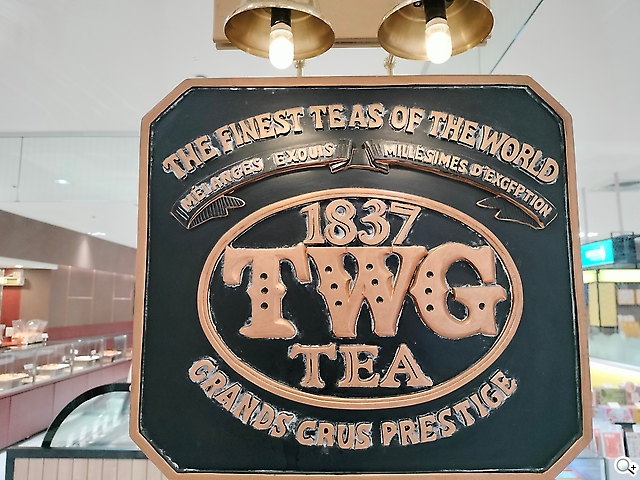 THE FINEST TEAS OF THE WORLD
MÉLANGES EXQUIS MILLÉSIMES D'EXCEPTION
1837
TWG
TEA
GRANDS CRUS PRESTIGE